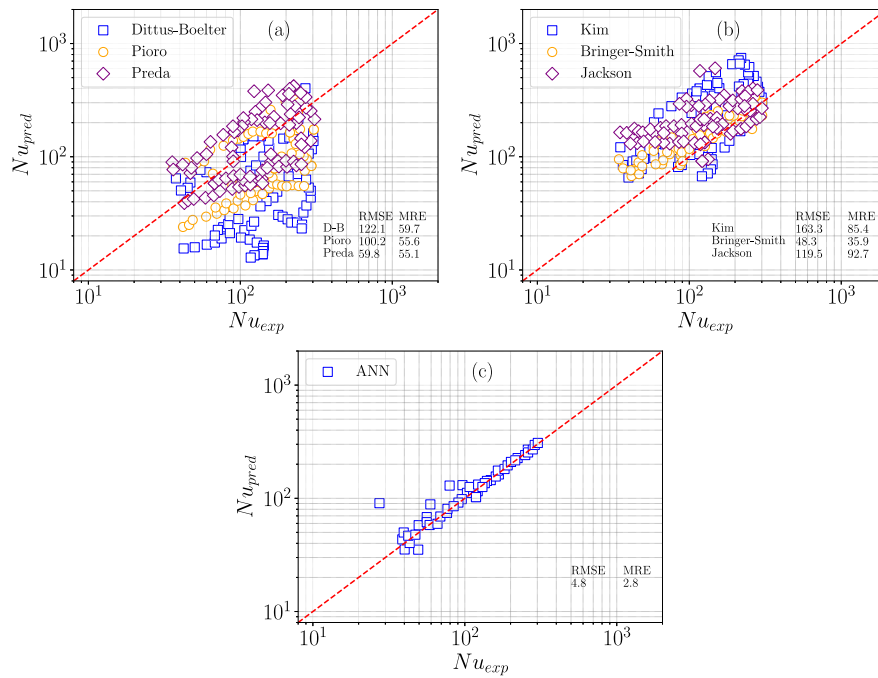 (a)
Dittus-Boelter
Pioro
Preda
10³
10²
10¹
Nu_pred
RMSE MRE
D-B 122.1 59.7
Pioro 100.2 55.6
Preda 59.8 55.1
10¹ 10² 10³
Nu_exp
(b)
Kim
Bringer-Smith
Jackson
10³
10²
10¹
Nu_pred
RMSE MRE
Kim 163.3 85.4
Bringer-Smith 48.3 35.9
Jackson 119.5 92.7
10¹ 10² 10³
Nu_exp
(c)
ANN
10³
10²
10¹
Nu_pred
RMSE MRE
4.8 2.8
10¹ 10² 10³
Nu_exp